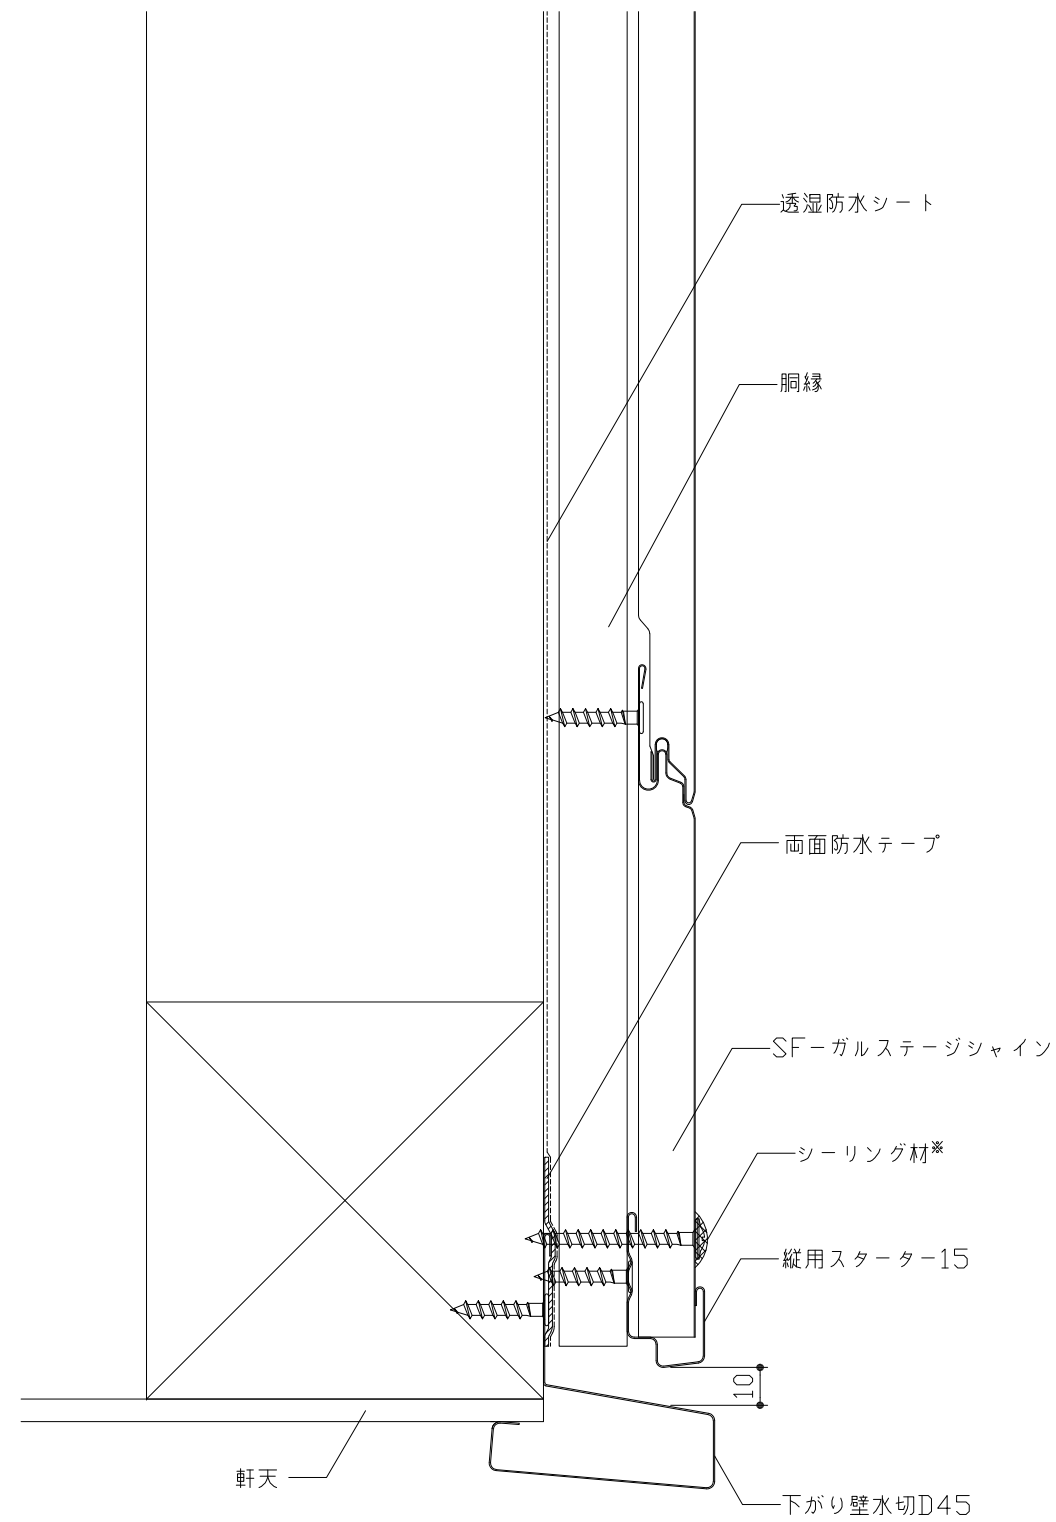 透湿防水シート
胴縁
両面防水テープ
SF－ガルステージシャイン
シーリング材※
縦用スターター15
10
軒天
下がり壁水切D45